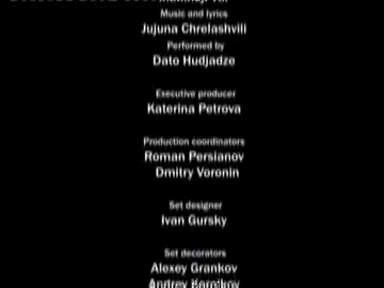 Music and lyrics
Jujuna Chrelashvili
Performed by
Dato Hudjadze
Executive producer
Katerina Petrova
Production coordinators
Roman Persianov
Dmitry Voronin
Set designer
Ivan Gursky
Set decorators
Alexey Grankov
Andrey